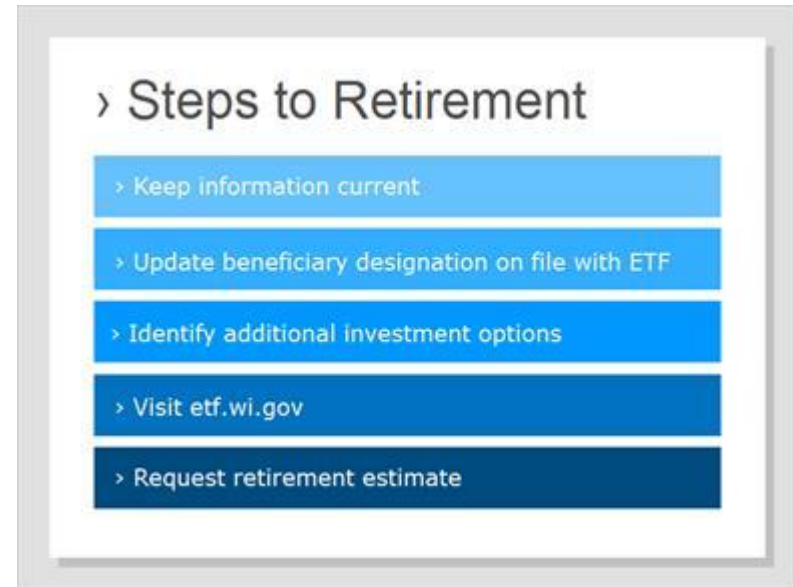 › Steps to Retirement
› Keep information current
› Update beneficiary designation on file with ETF
› Identify additional investment options
› Visit etf.wi.gov
› Request retirement estimate